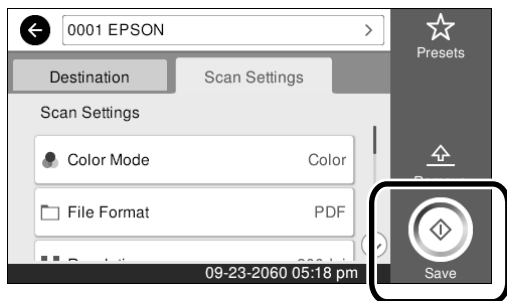 0001 EPSON
Presets
Destination
Scan Settings
Scan Settings
Color Mode
Color
File Format
PDF
09-23-2060 05:18 pm
Save